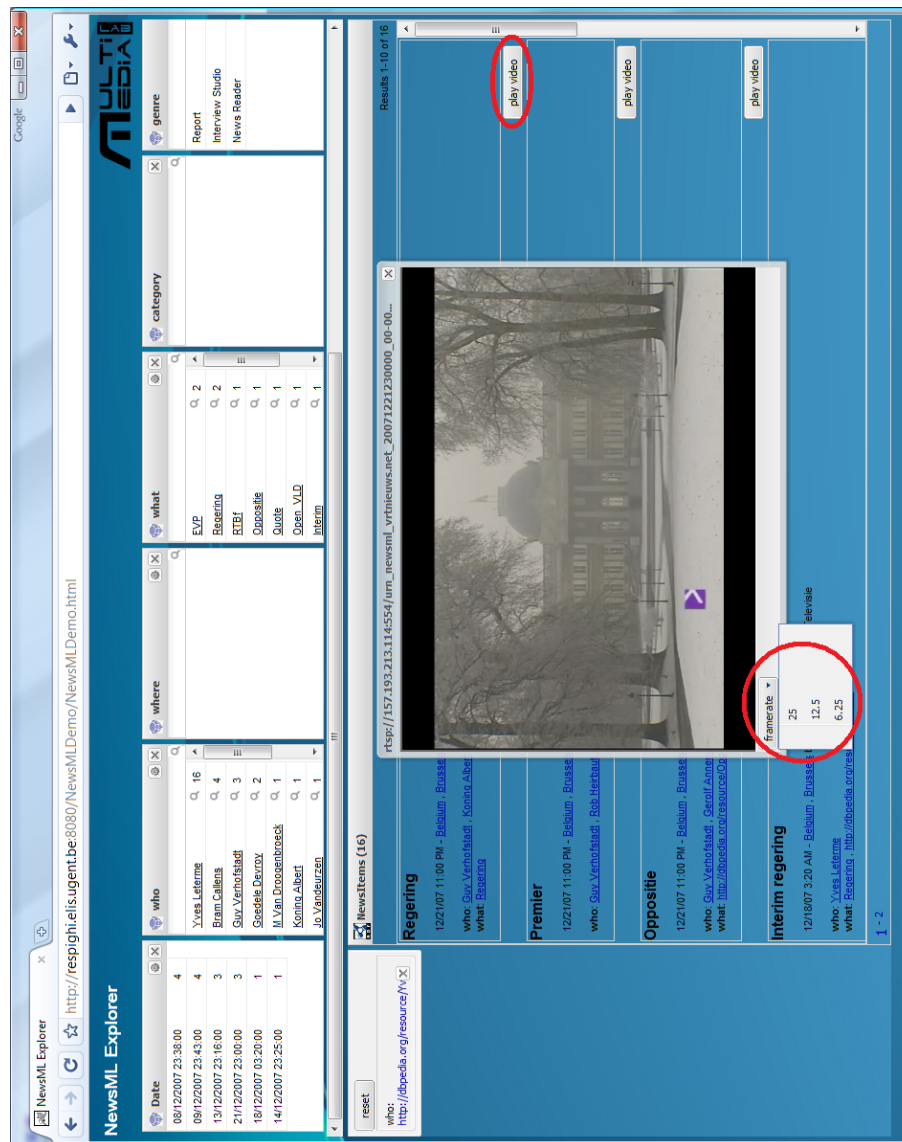 Google
NewsML Explorer
http://respighi.elis.ugent.be:8080/NewsMLDemo/NewsMLDemo.html
NewsML Explorer
MULTI
MEDIA
LAB
Date
08/12/2007 23:38:00 4
09/12/2007 23:43:00 4
13/12/2007 23:16:00 3
21/12/2007 23:00:00 3
18/12/2007 03:20:00 1
14/12/2007 23:25:00 1
who
Yves Leterme 16
Bram Callens 4
Guy Verhofstadt 3
Goedele Devroy 2
M Van Droogenbroeck 1
Koning Albert 1
Jo Vandeurzen 1
where
what
EVP 2
Regering 2
RTBf 1
Oppositie 1
Quote 1
Open VLD 1
Interim 1
category
genre
Report
Interview Studio
News Reader
reset
who:
http://dbpedia.org/resource/Yv
NewsItems (16)
Results 1-10 of 16
Regering
12/21/07 11:00 PM - Belgium , Brusse
who: Guy Verhofstadt , Koning Alber
what: Regering
play video
Premier
12/21/07 11:00 PM - Belgium , Brusse
who: Guy Verhofstadt , Rob Heirbau
play video
Oppositie
12/21/07 11:00 PM - Belgium , Brusse
who: Guy Verhofstadt , Gerolf Anner
what: http://dbpedia.org/resource/Op
play video
Interim regering
12/18/07 3:20 AM - Belgium , Brussels b
Televisie
who: Yves Leterme
what: Regering , http://dbpedia.org/res
1 - 2
rtsp://157.193.213.114:554/urn_newsml_vrtnieuws.net_20071221230000_00-00...
framerate
25
12.5
6.25